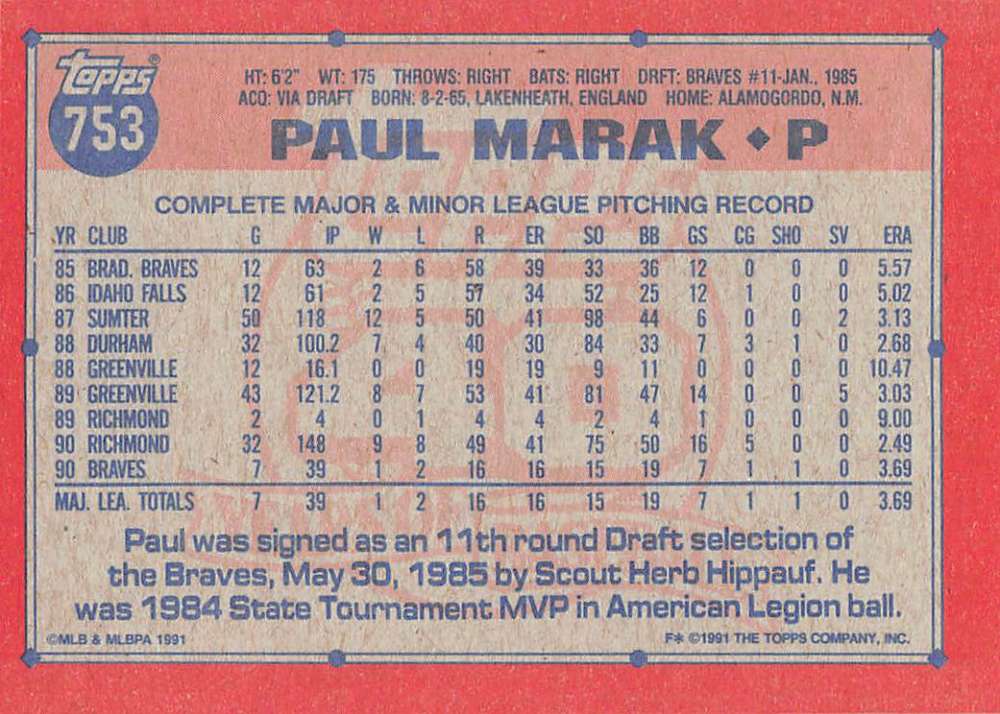 topps®
753
HT: 6'2" WT: 175 THROWS: RIGHT BATS: RIGHT DRFT: BRAVES #11-JAN., 1985
ACQ: VIA DRAFT BORN: 8-2-65, LAKENHEATH, ENGLAND HOME: ALAMOGORDO, N.M.
PAUL MARAK ◆ P
COMPLETE MAJOR & MINOR LEAGUE PITCHING RECORD
YR CLUB G IP W L R ER SO BB GS CG SHO SV ERA
85 BRAD. BRAVES 12 63 2 6 58 39 33 36 12 0 0 0 5.57
86 IDAHO FALLS 12 61 2 5 57 34 52 25 12 1 0 0 5.02
87 SUMTER 50 118 12 5 50 41 98 44 6 0 0 2 3.13
88 DURHAM 32 100.2 7 4 40 30 84 33 7 3 1 0 2.68
88 GREENVILLE 12 16.1 0 0 19 19 9 11 0 0 0 0 10.47
89 GREENVILLE 43 121.2 8 7 53 41 81 47 14 0 0 5 3.03
89 RICHMOND 2 4 0 1 4 4 2 4 1 0 0 0 9.00
90 RICHMOND 32 148 9 8 49 41 75 50 16 5 0 0 2.49
90 BRAVES 7 39 1 2 16 16 15 19 7 1 1 0 3.69
MAJ. LEA. TOTALS 7 39 1 2 16 16 15 19 7 1 1 0 3.69
Paul was signed as an 11th round Draft selection of
the Braves, May 30, 1985 by Scout Herb Hippauf. He
was 1984 State Tournament MVP in American Legion ball.
©MLB & MLBPA 1991
F* ©1991 THE TOPPS COMPANY, INC.